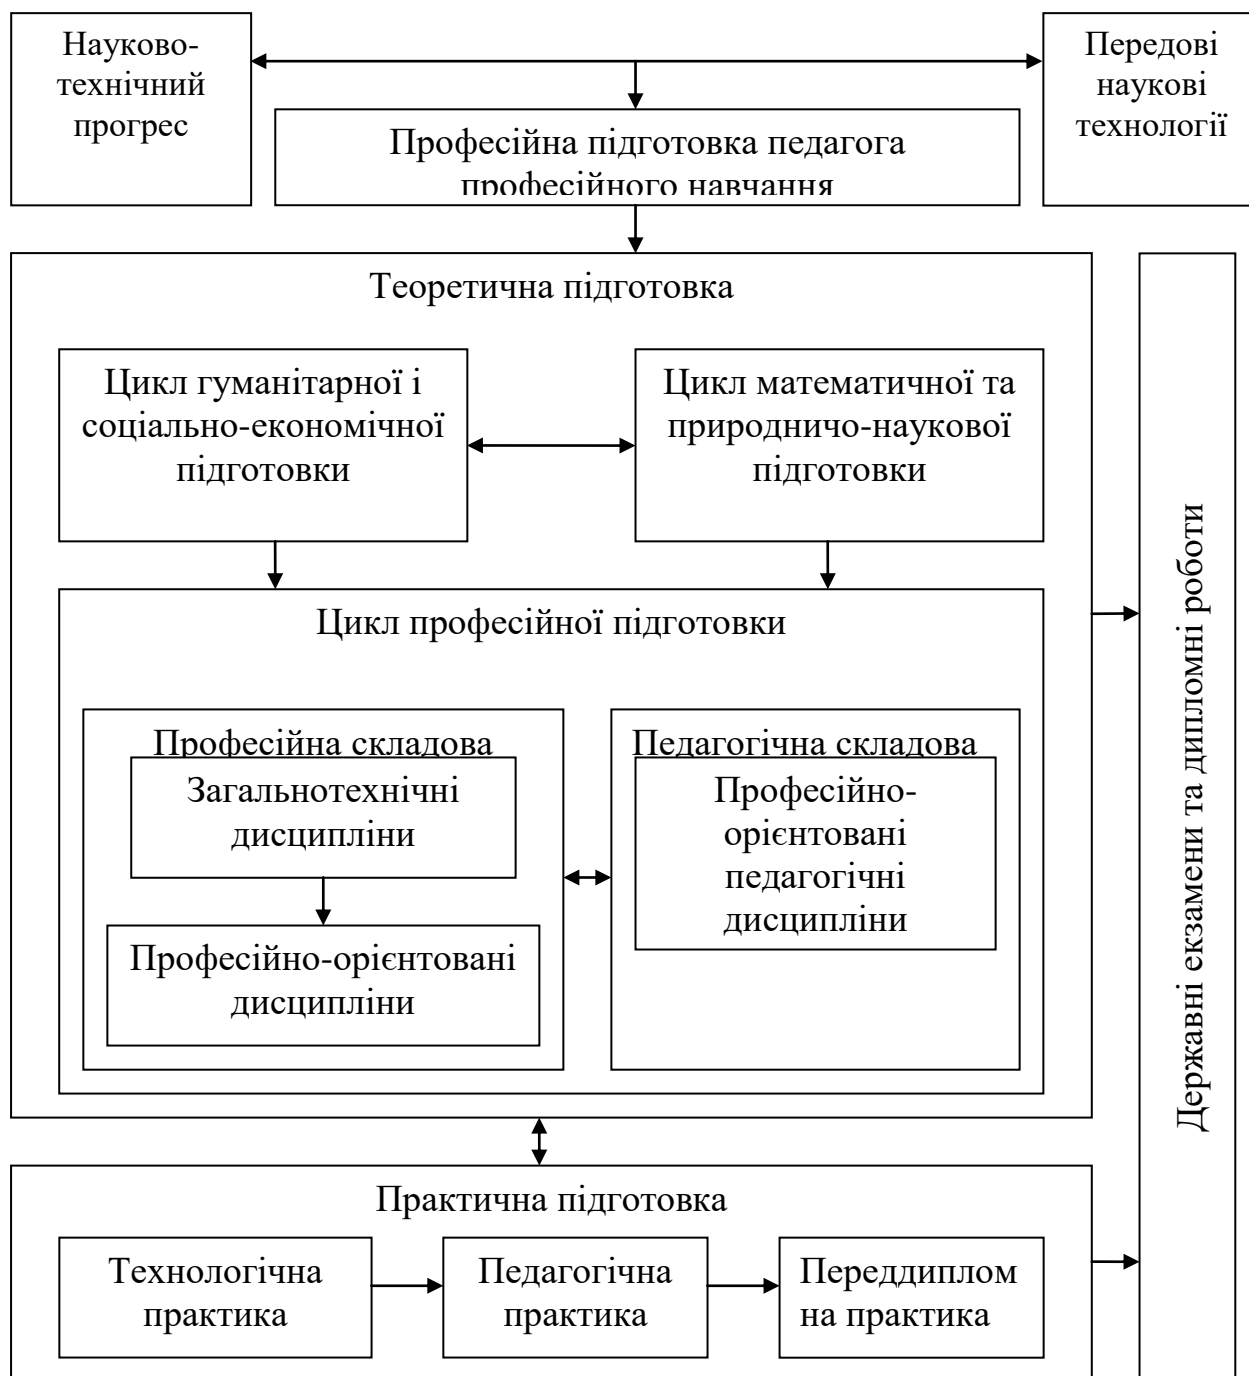 Науково-
технічний
прогрес
Передові
наукові
технології
Професійна підготовка педагога
професійного навчання
Теоретична підготовка
Цикл гуманітарної і
соціально-економічної
підготовки
Цикл математичної та
природничо-наукової
підготовки
Цикл професійної підготовки
Професійна складова
Загальнотехнічні
дисципліни
Професійно-орієнтовані
дисципліни
Педагогічна складова
Професійно-
орієнтовані
педагогічні
дисципліни
Державні екзамени та дипломні роботи
Практична підготовка
Технологічна
практика
Педагогічна
практика
Переддиплом
на практика